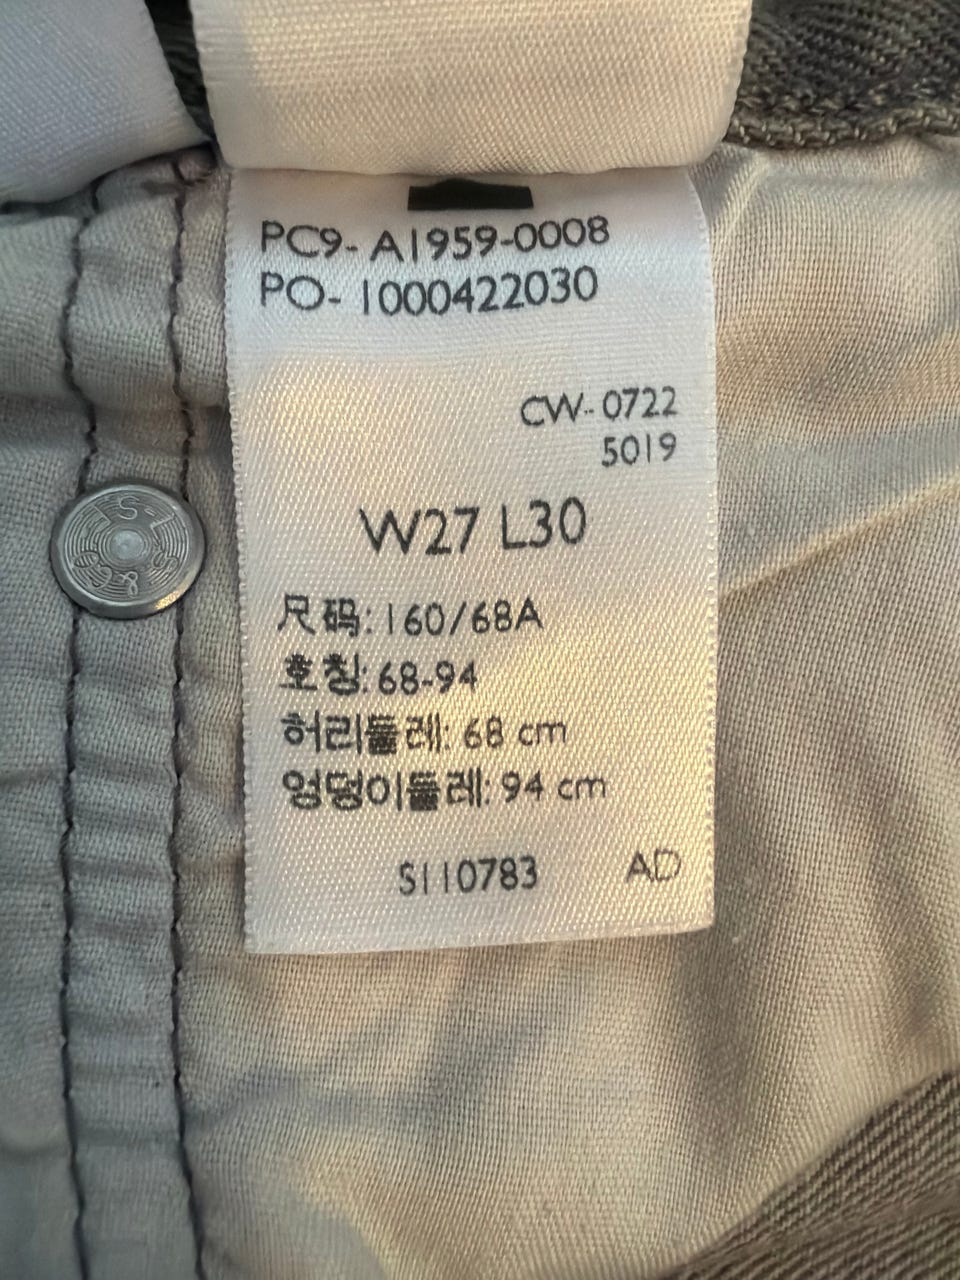 PC9- A1959-0008
PO- 1000422030
CW- 0722
5019
W27 L30
尺码: 160/68A
호칭: 68-94
허리둘레: 68 cm
엉덩이둘레: 94 cm
S110783 AD